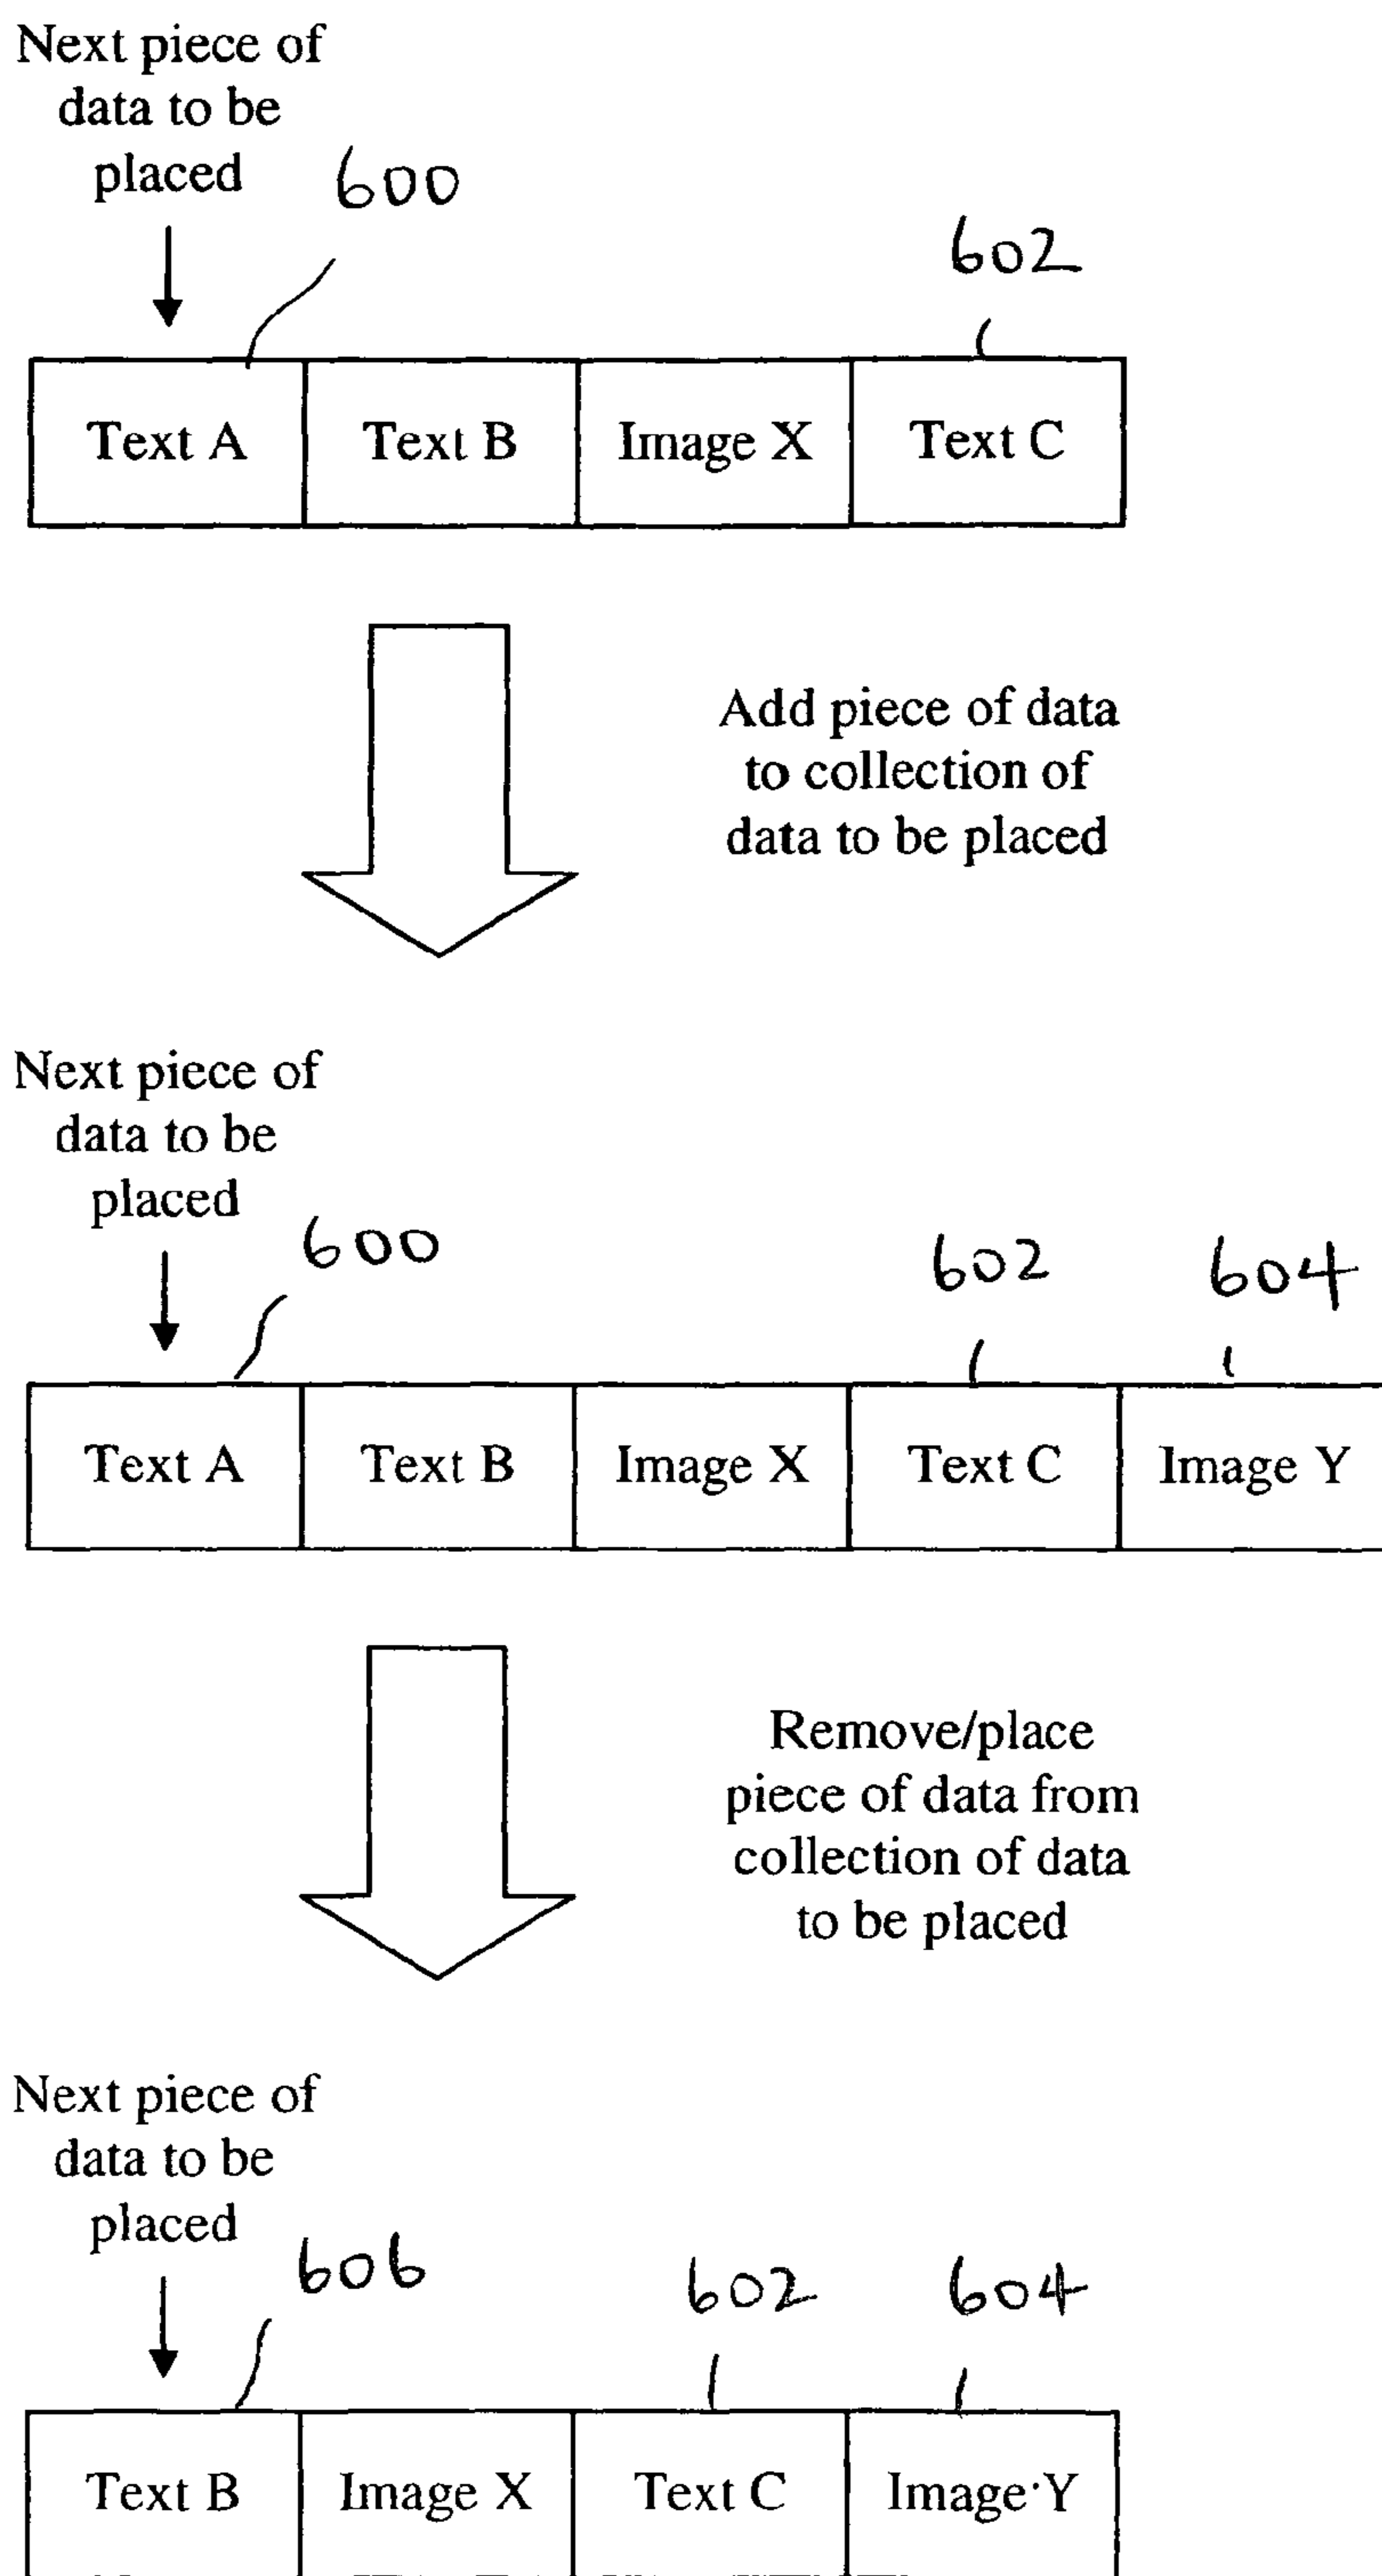 Next piece of
data to be
placed
600
602
Text A Text B Image X Text C
Add piece of data
to collection of
data to be placed
Next piece of
data to be
placed
600
602
604
Text A Text B Image X Text C Image Y
Remove/place
piece of data from
collection of data
to be placed
Next piece of
data to be
placed
606
602
604
Text B Image X Text C Image Y